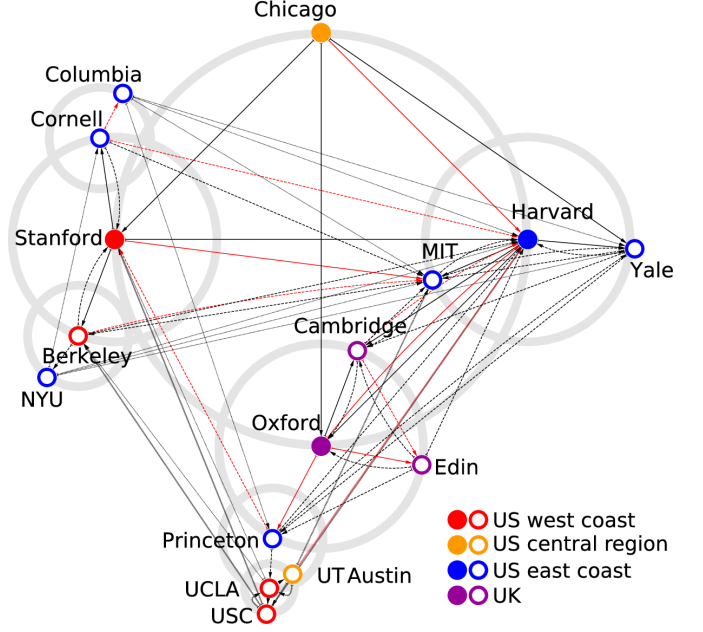 Chicago
Columbia
Cornell
Harvard
Stanford
MIT
Yale
Cambridge
Berkeley
NYU
Oxford
Edin
US west coast
Princeton
US central region
US east coast
UCLA
UT Austin
UK
USC